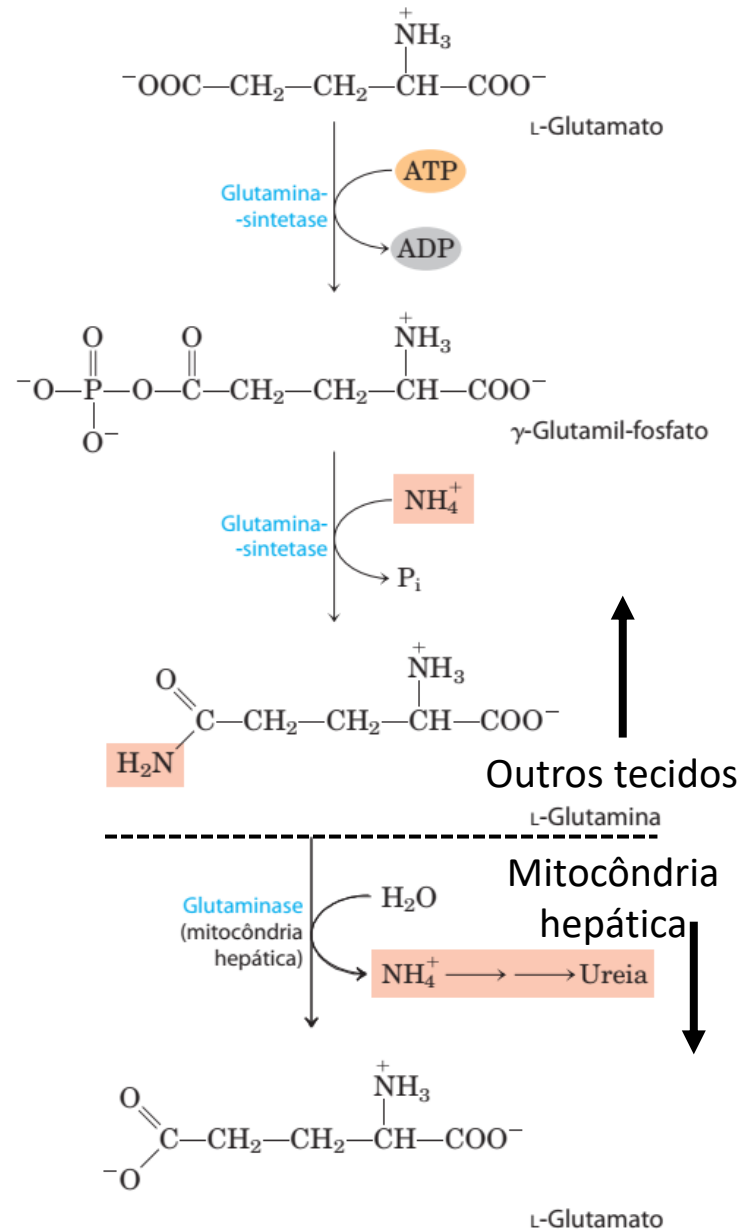 NH₃⁺
⁻OOC—CH₂—CH₂—CH—COO⁻
L-Glutamato
ATP
Glutamina-
-sintetase
ADP
O O NH₃⁺
⁻O—P—O—C—CH₂—CH₂—CH—COO⁻
O⁻
γ-Glutamil-fosfato
NH₄⁺
Glutamina-
-sintetase
Pᵢ
O NH₃⁺
C—CH₂—CH₂—CH—COO⁻
H₂N
Outros tecidos
L-Glutamina
Mitocôndria
hepática
Glutaminase
(mitocôndria
hepática)
H₂O
NH₄⁺ ⟶ ⟶ Ureia
NH₃⁺
O
C—CH₂—CH₂—CH—COO⁻
⁻O
L-Glutamato